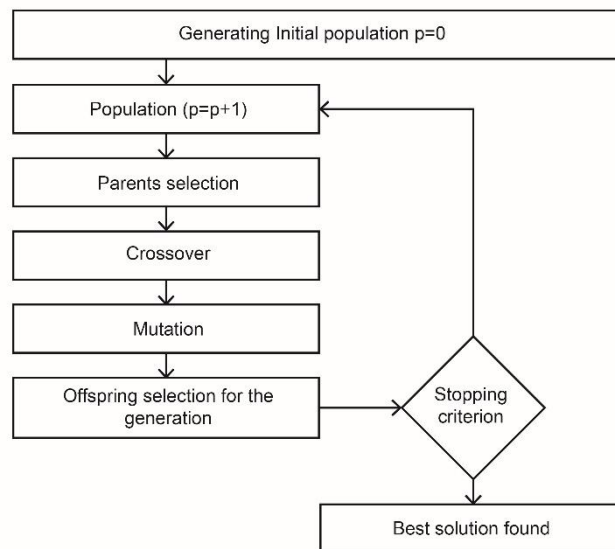 Generating Initial population p=0
Population (p=p+1)
Parents selection
Crossover
Mutation
Offspring selection for the
generation
Stopping
criterion
Best solution found